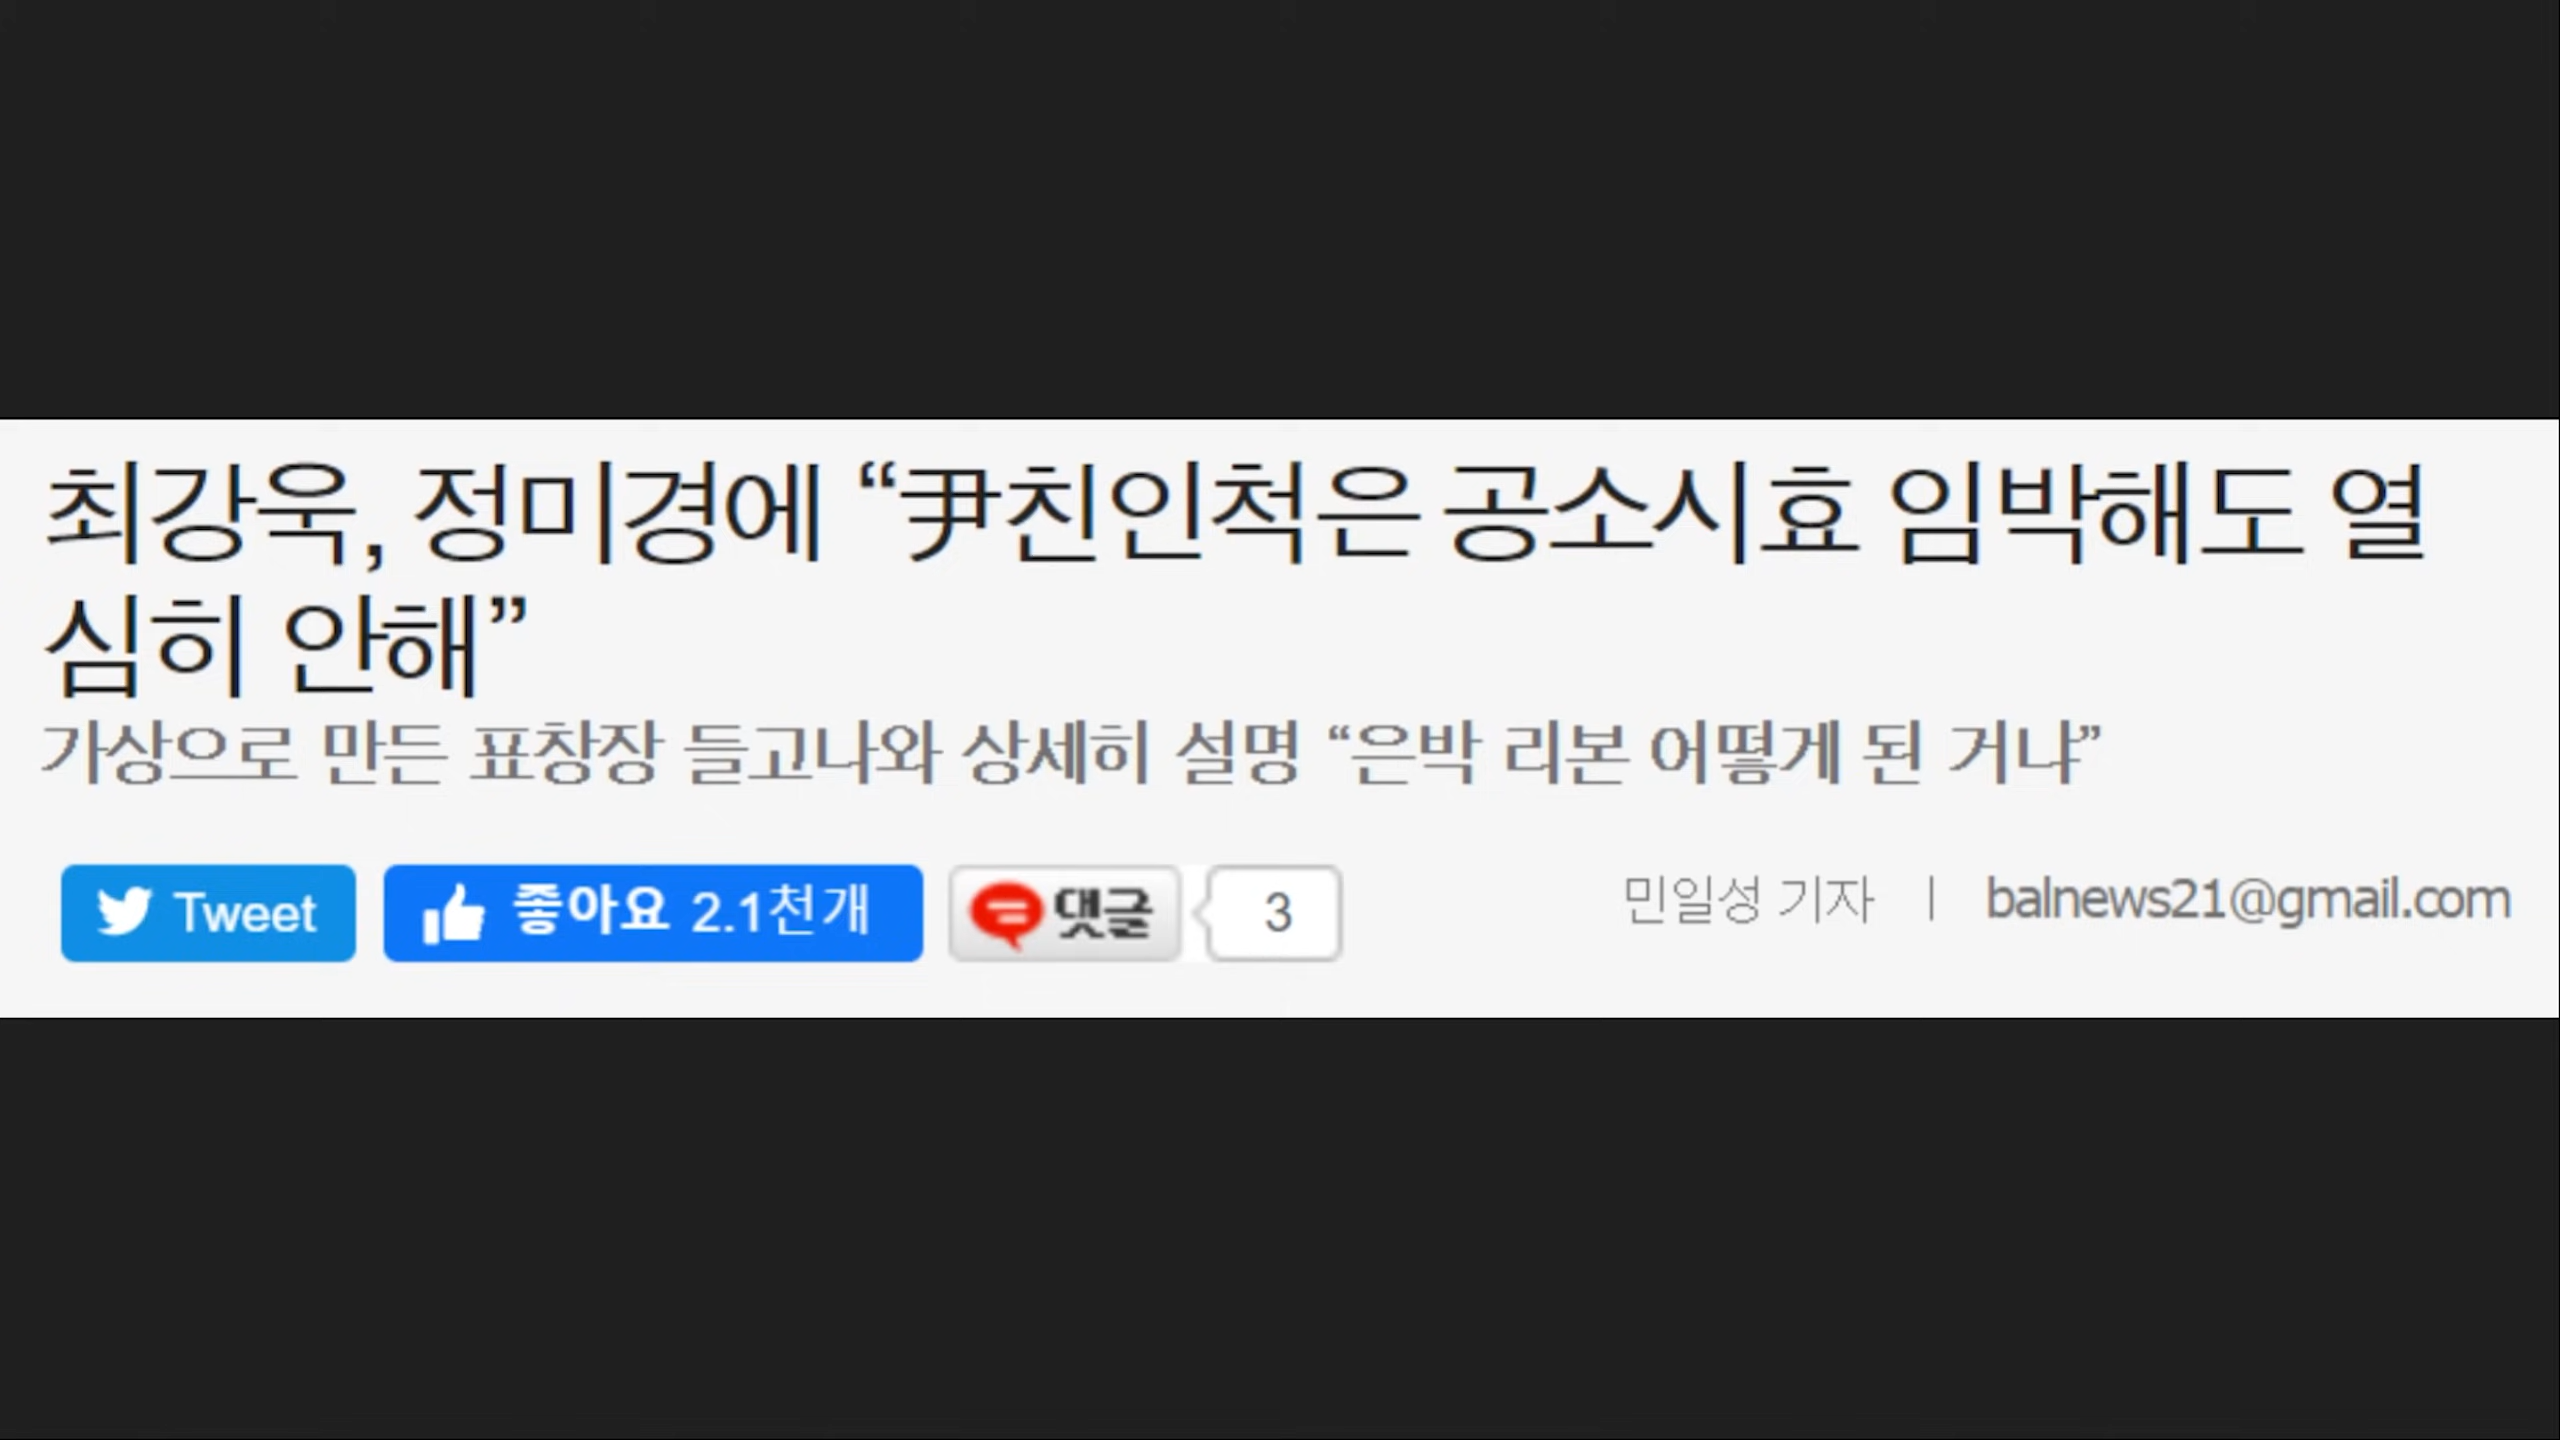 최강욱, 정미경에 “尹친인척은 공소시효 임박해도 열
심히 안해”
가상으로 만든 표창장 들고나와 상세히 설명 “은박 리본 어떻게 된 거냐”
Tweet 좋아요 2.1천개 댓글 3 민일성 기자 | balnews21@gmail.com